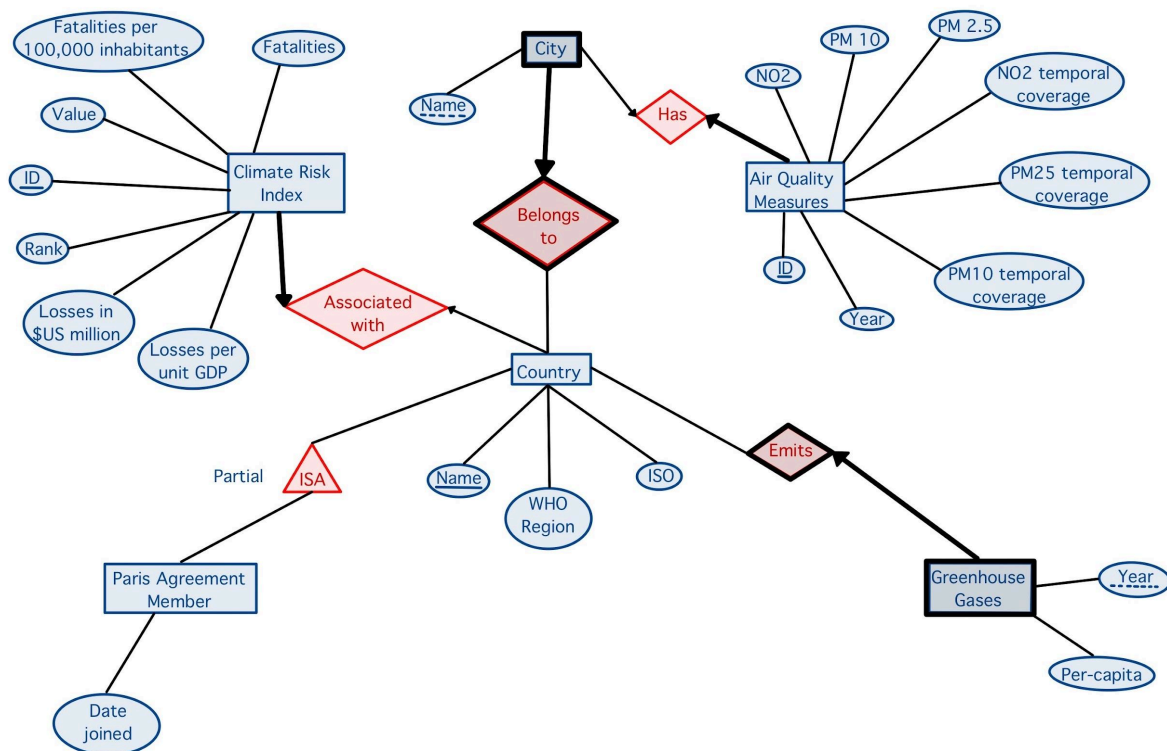 Fatalities per
100,000 inhabitants
Fatalities
City
PM 10
PM 2.5
Value
Name
NO2
NO2 temporal
coverage
Has
ID
Climate Risk
Index
Air Quality
Measures
PM25 temporal
coverage
Belongs
to
Rank
ID
PM10 temporal
coverage
Losses in
$US million
Associated
with
Year
Losses per
unit GDP
Country
Partial
ISA
Name
WHO
Region
ISO
Emits
Paris Agreement
Member
Greenhouse
Gases
Year
Per-capita
Date
joined